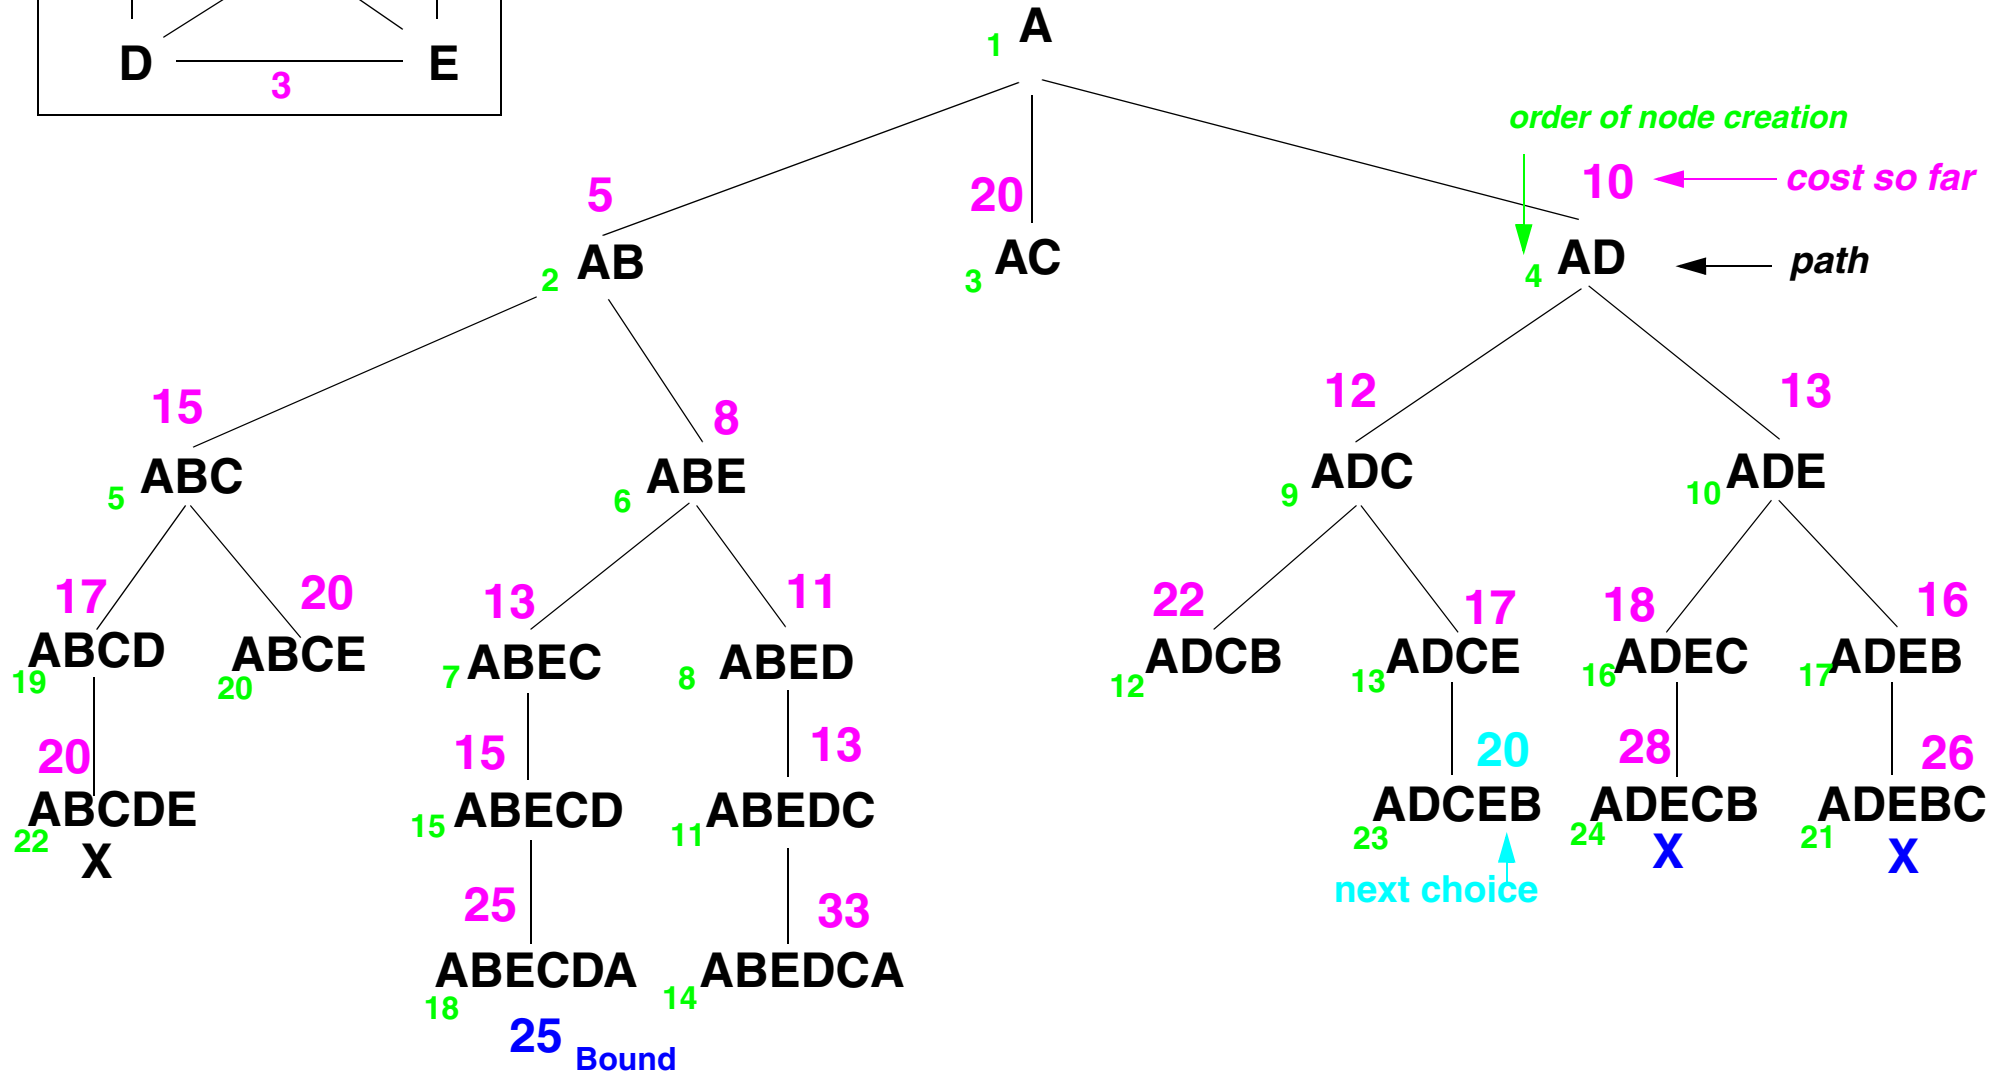 A
1
D E
3
order of node creation
5 20 10 cost so far
AB AC AD path
2 3 4
15 8 12 13
ABC ABE ADC ADE
5 6 9 10
17 20 13 11 22 17 18 16
ABCD ABCE ABEC ABED ADCB ADCE ADEC ADEB
19 20 7 8 12 13 16 17
20 15 13 20 28 26
ABCDE ABECD ABEDC ADCEB ADECB ADEBC
22 15 11 23 24 21
X X X
next choice
25 33
ABECDA ABEDCA
18 14
25 Bound